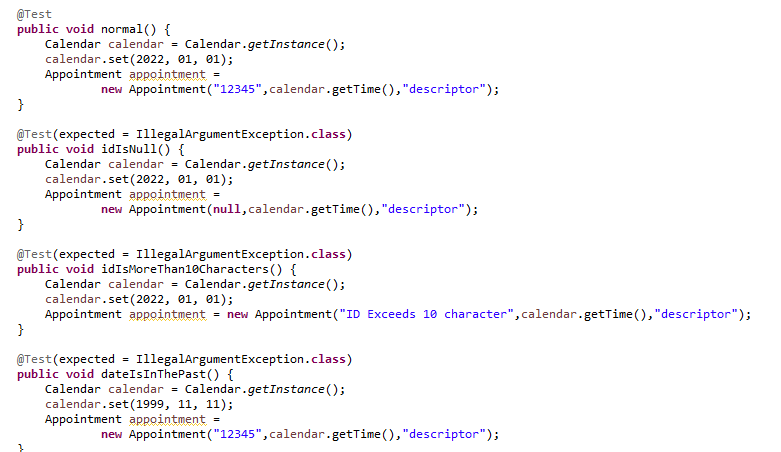 @Test
public void normal() {
    Calendar calendar = Calendar.getInstance();
    calendar.set(2022, 01, 01);
    Appointment appointment =
            new Appointment("12345",calendar.getTime(),"descriptor");
}

@Test(expected = IllegalArgumentException.class)
public void idIsNull() {
    Calendar calendar = Calendar.getInstance();
    calendar.set(2022, 01, 01);
    Appointment appointment =
            new Appointment(null,calendar.getTime(),"descriptor");
}

@Test(expected = IllegalArgumentException.class)
public void idIsMoreThan10Characters() {
    Calendar calendar = Calendar.getInstance();
    calendar.set(2022, 01, 01);
    Appointment appointment = new Appointment("ID Exceeds 10 character",calendar.getTime(),"descriptor");
}

@Test(expected = IllegalArgumentException.class)
public void dateIsInThePast() {
    Calendar calendar = Calendar.getInstance();
    calendar.set(1999, 11, 11);
    Appointment appointment =
            new Appointment("12345",calendar.getTime(),"descriptor");
}